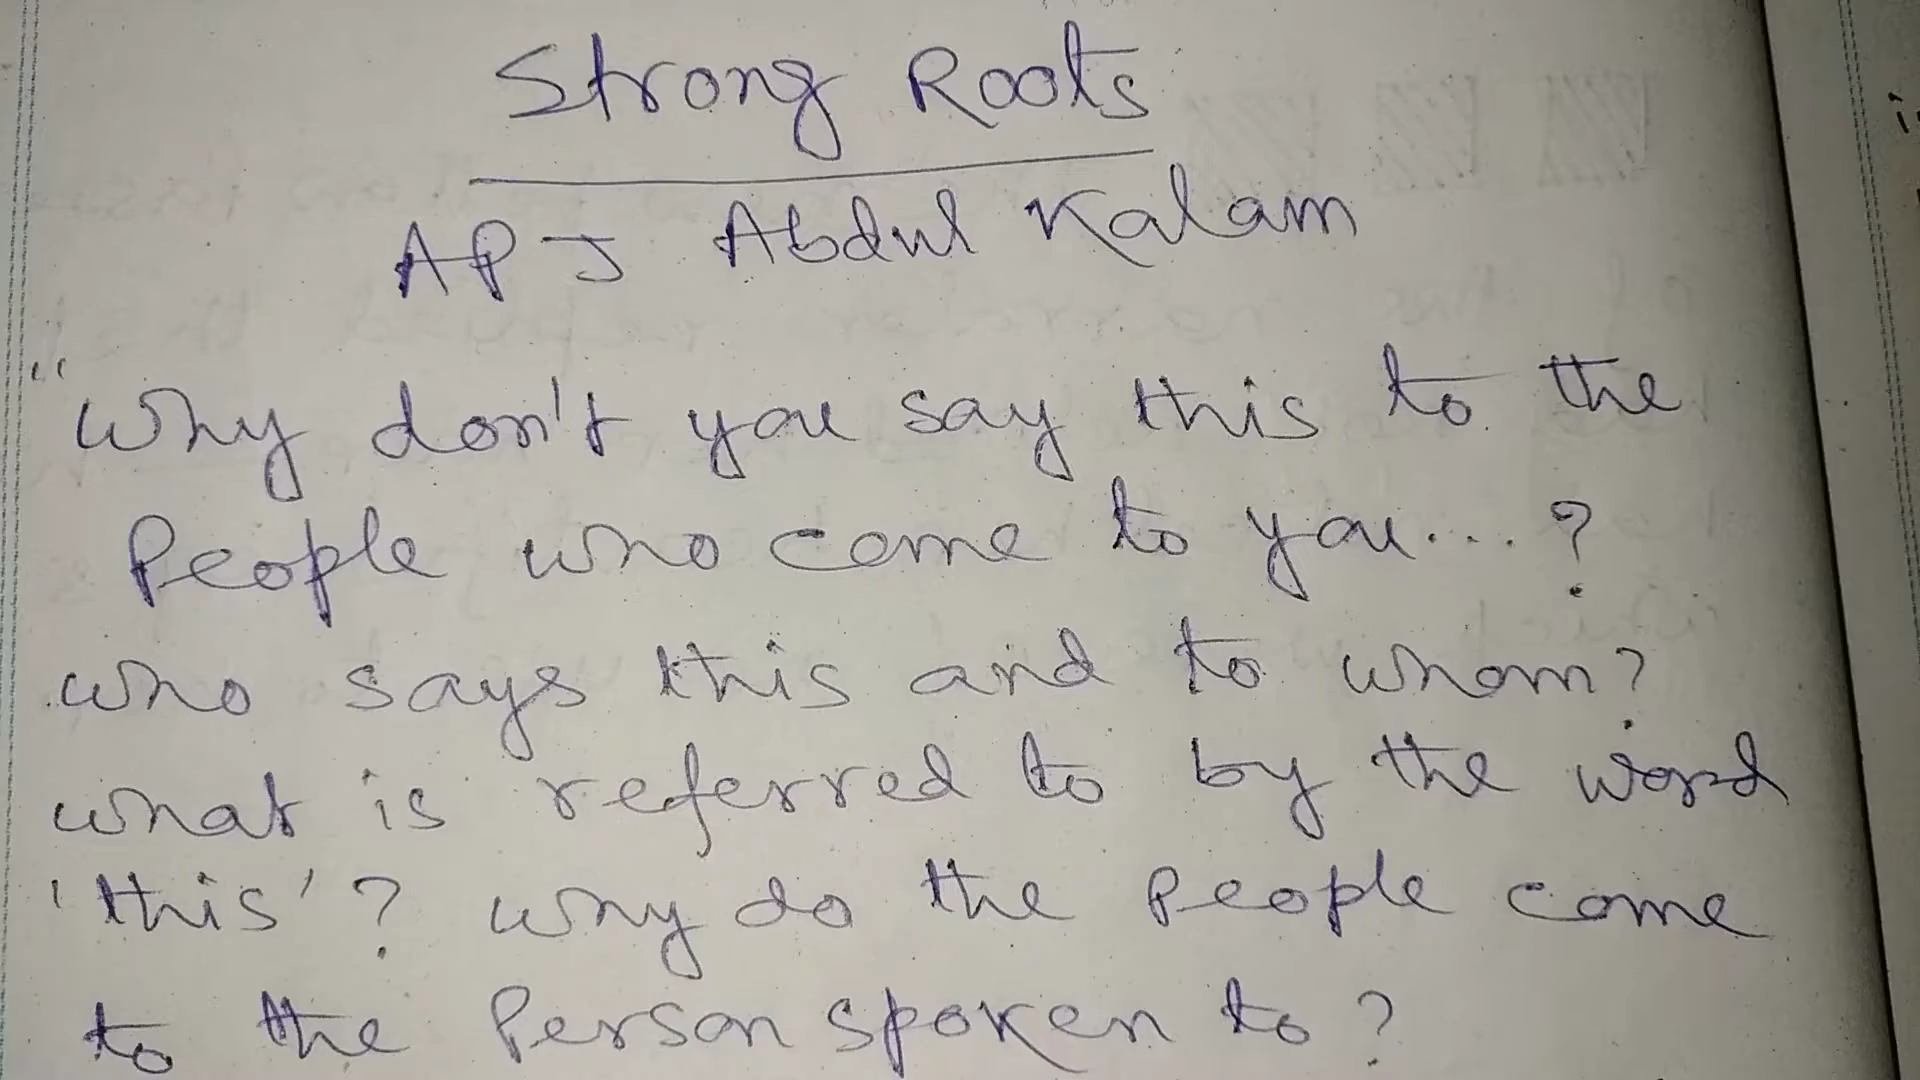 Strong Roots
APJ Abdul Kalam
"Why don't you say this to the
People who come to you....?
who says this and to whom?
what is referred to by the word
'this'? why do the people come
to the Person spoken to?